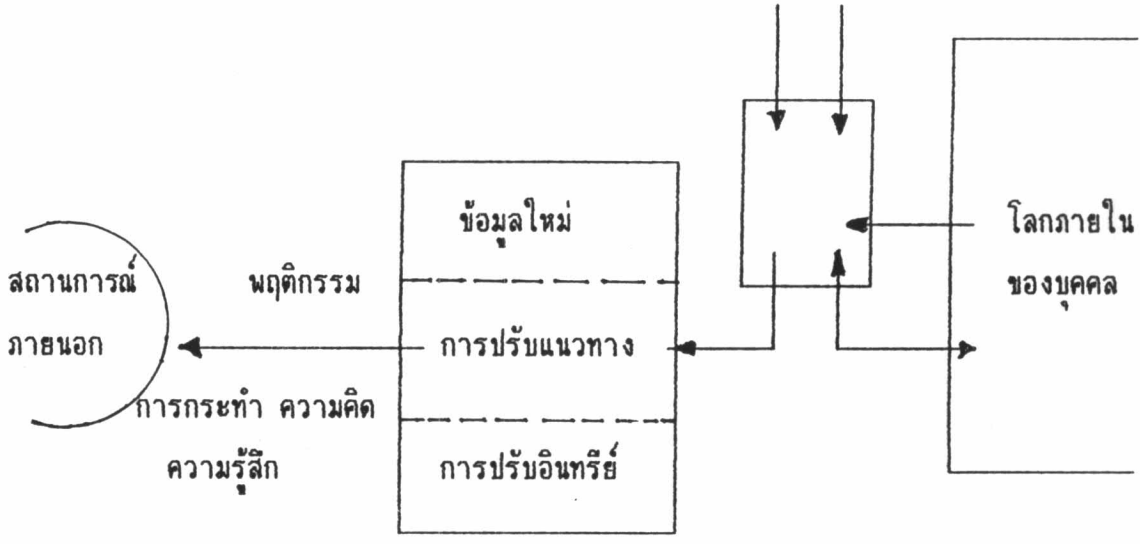 ข้อมูลใหม่
โลกภายใน
ของบุคคล
สถานการณ์
ภายนอก
พฤติกรรม
การปรับแนวทาง
การกระทำ ความคิด
ความรู้สึก
การปรับอินทรีย์